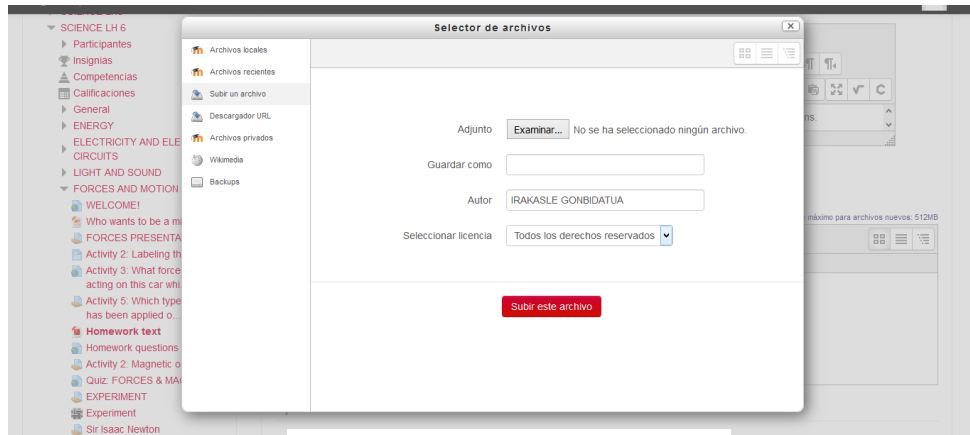 SCIENCE LH 6
Participantes
Insignias
Competencias
Calificaciones
General
ENERGY
ELECTRICITY AND ELE
CIRCUITS
LIGHT AND SOUND
FORCES AND MOTION
WELCOME!
Who wants to be a mi
FORCES PRESENTA
Activity 2: Labeling th
Activity 3: What force
acting on this car whi.
Activity 5: Which type
has been applied o...
Homework text
Homework questions
Activity 2: Magnetic o
Quiz: FORCES & MA
EXPERIMENT
Experiment
Sir Isaac Newton
Selector de archivos
Archivos locales
Archivos recientes
Subir un archivo
Descargador URL
Archivos privados
Wikimedia
Backups
Adjunto Examinar... No se ha seleccionado ningún archivo.
Guardar como
Autor IRAKASLE GONBIDATUA
Seleccionar licencia Todos los derechos reservados
Subir este archivo
ns.
máximo para archivos nuevos: 512MB